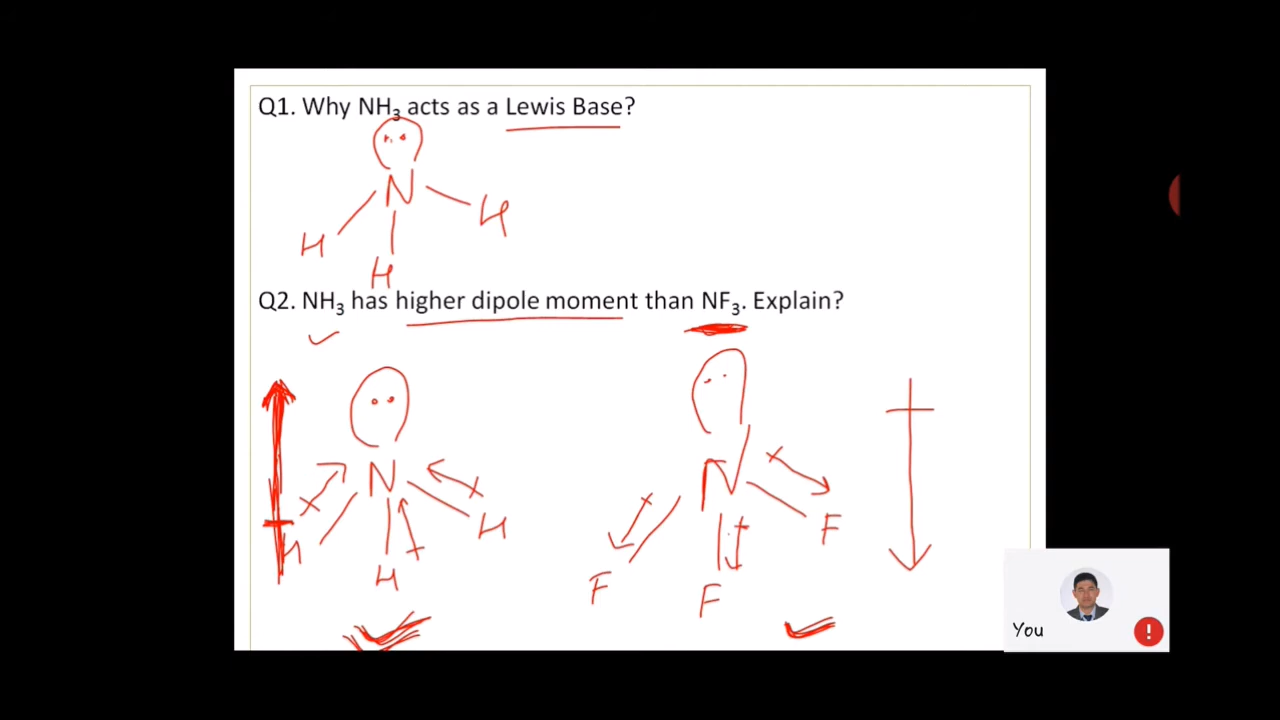 Q1. Why NH₃ acts as a Lewis Base?
N
H
H
H
Q2. NH₃ has higher dipole moment than NF₃. Explain?
N
H
H
H
N
F
F
F
You
!